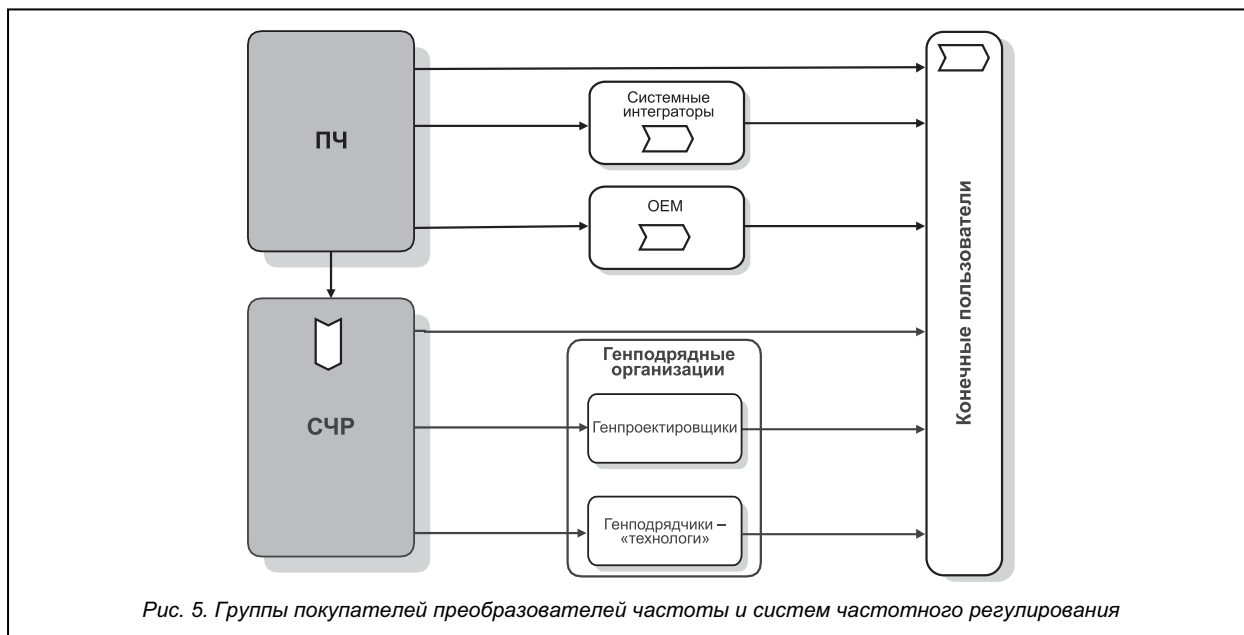 ПЧ
Системные
интеграторы
OEM
СЧР
Генподрядные
организации
Генпроектировщики
Генподрядчики –
«технологи»
Конечные пользователи
Рис. 5. Группы покупателей преобразователей частоты и систем частотного регулирования